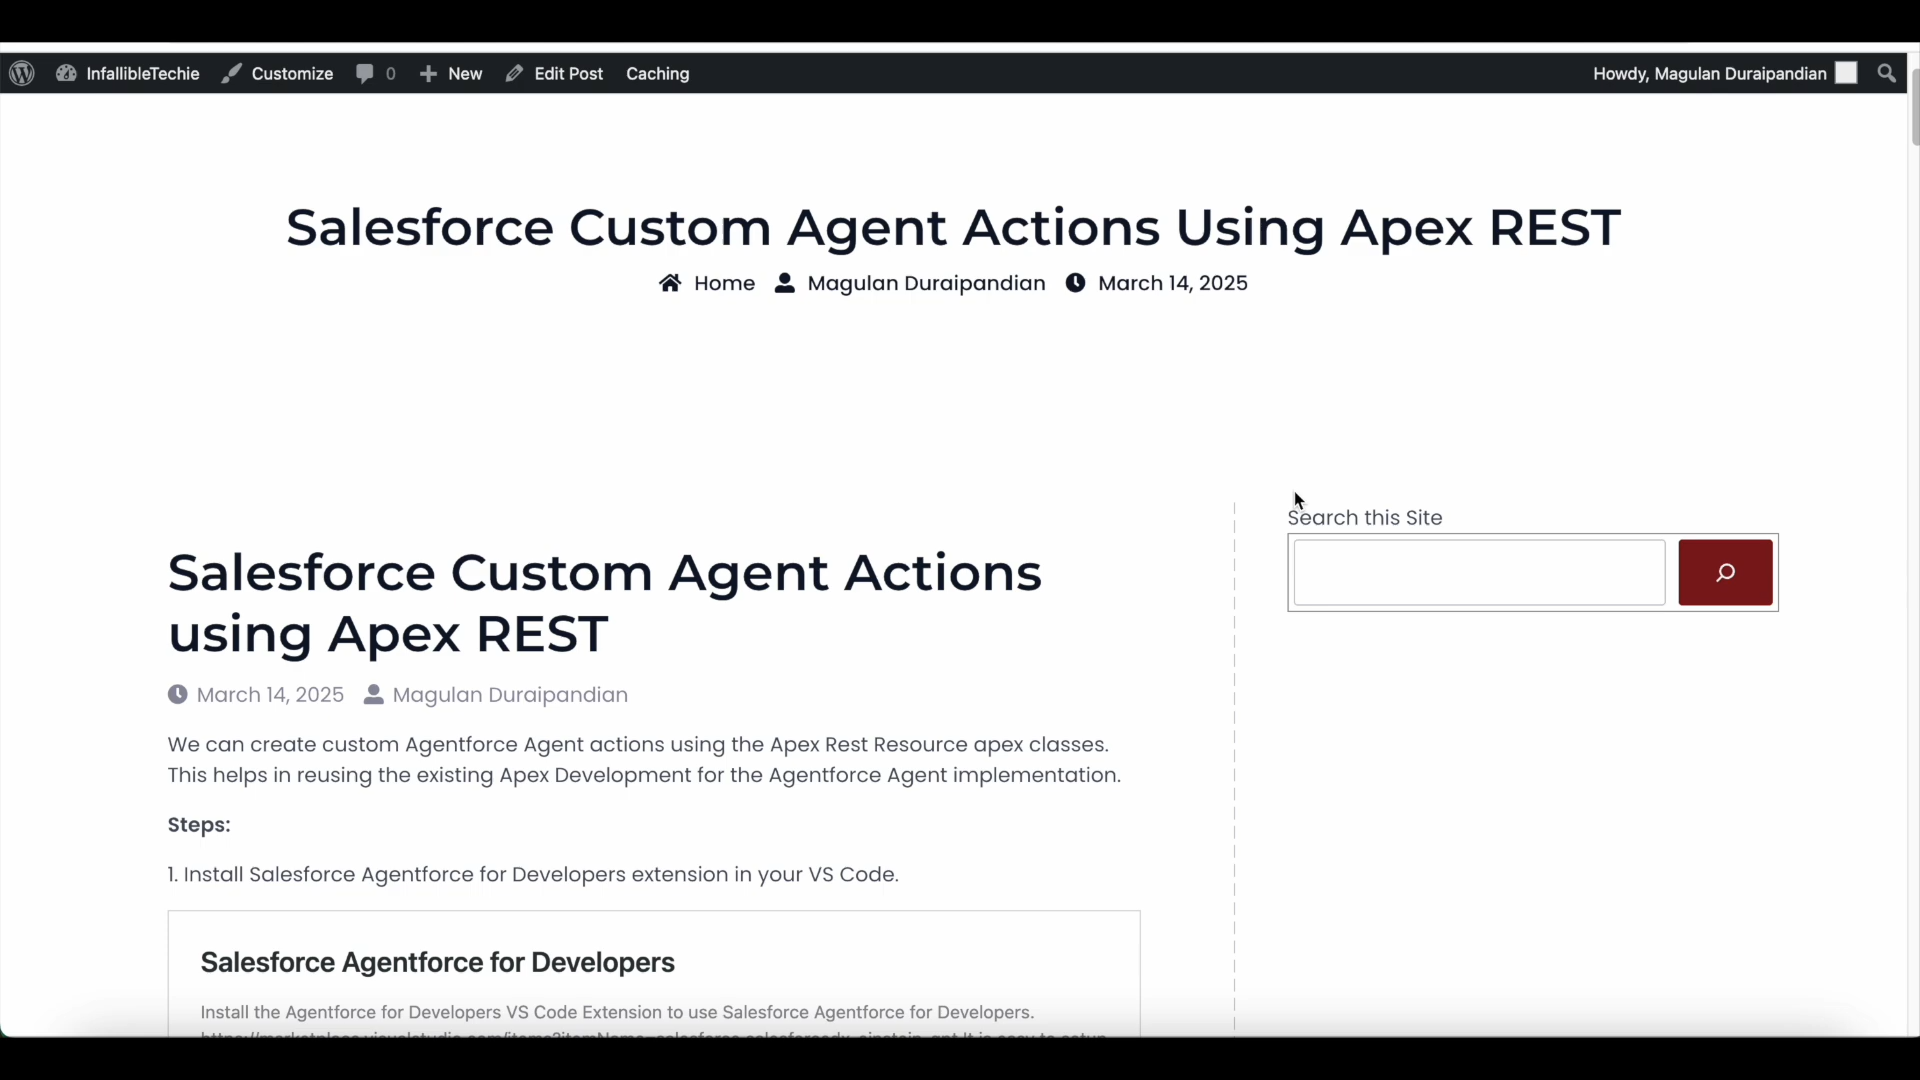 InfallibleTechie Customize 0 New Edit Post Caching Howdy, Magulan Duraipandian
Salesforce Custom Agent Actions Using Apex REST
Home Magulan Duraipandian March 14, 2025
Search this Site
Salesforce Custom Agent Actions
using Apex REST
March 14, 2025 Magulan Duraipandian
We can create custom Agentforce Agent actions using the Apex Rest Resource apex classes.
This helps in reusing the existing Apex Development for the Agentforce Agent implementation.
Steps:
1. Install Salesforce Agentforce for Developers extension in your VS Code.
Salesforce Agentforce for Developers
Install the Agentforce for Developers VS Code Extension to use Salesforce Agentforce for Developers.